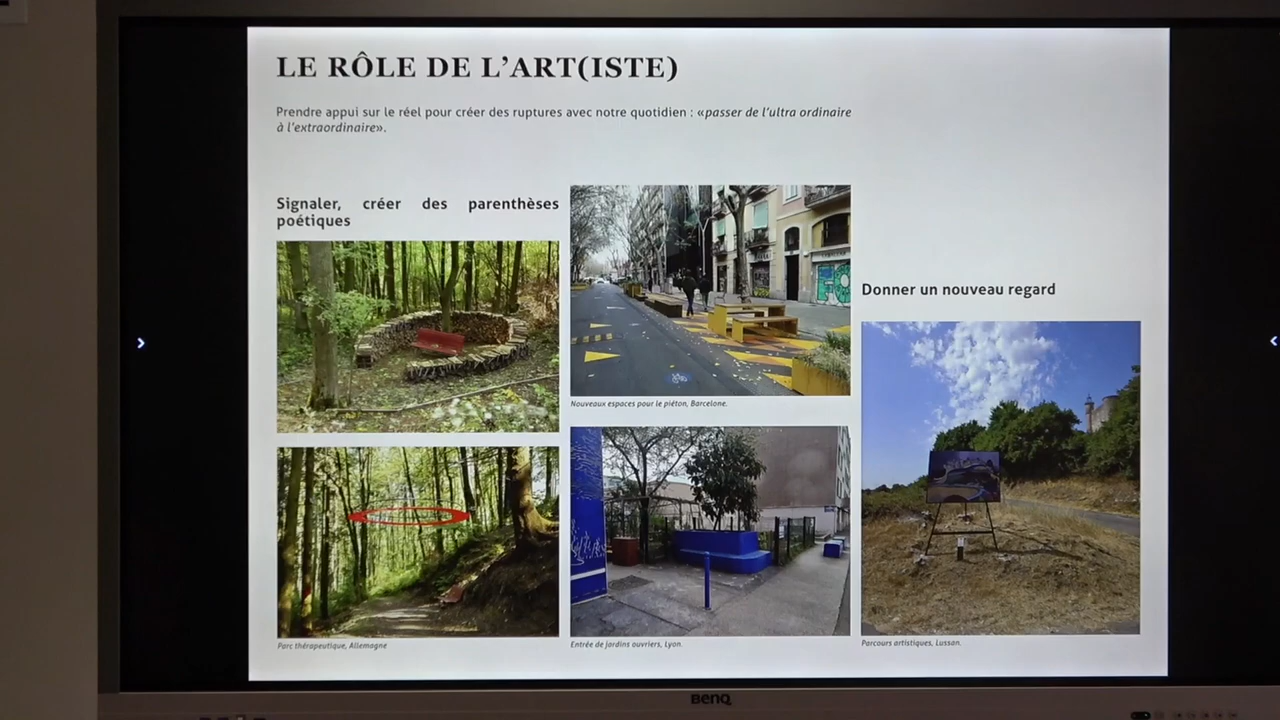 LE RÔLE DE L'ART(ISTE)
Prendre appui sur le réel pour créer des ruptures avec notre quotidien : «passer de l'ultra ordinaire
à l'extraordinaire».
Signaler, créer des parenthèses
poétiques
Parc thérapeutique, Allemagne
Nouveaux espaces pour le piéton, Barcelone.
Entrée de jardins ouvriers, Lyon.
Donner un nouveau regard
Parcours artistiques, Lussan.
BenQ